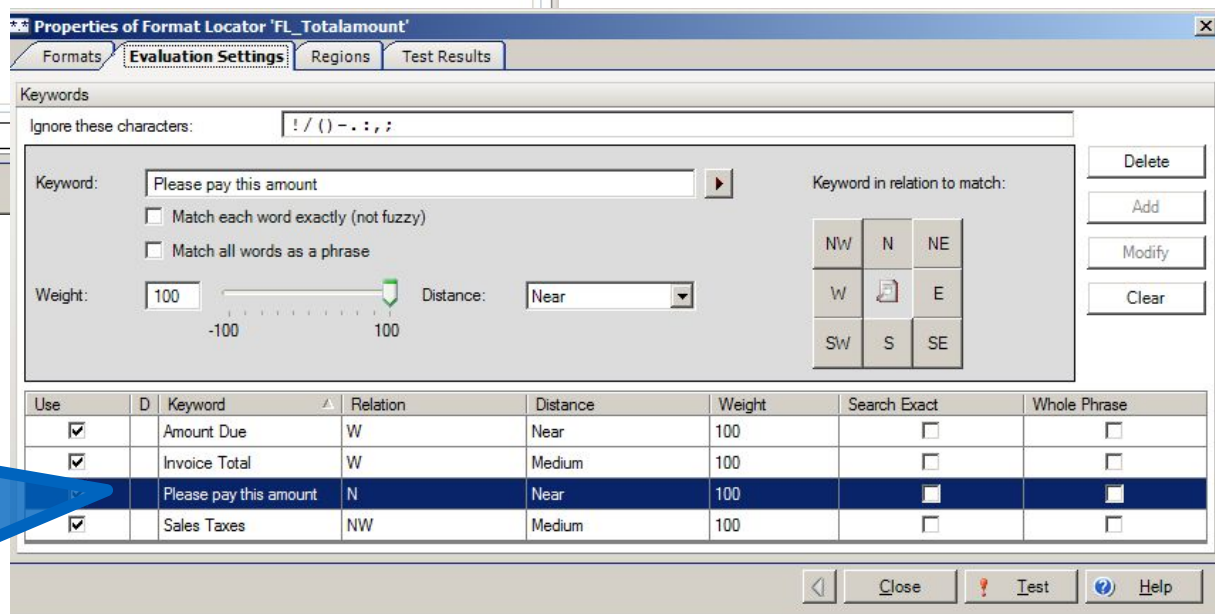 Properties of Format Locator 'FL_Totalamount'
Formats Evaluation Settings Regions Test Results
Keywords
Ignore these characters: !/()-.:,;
Keyword: Please pay this amount
Keyword in relation to match:
Match each word exactly (not fuzzy)
Match all words as a phrase
Weight: 100 Distance: Near
-100 100
NW N NE
W E
SW S SE
Delete
Add
Modify
Clear
Use D Keyword Relation Distance Weight Search Exact Whole Phrase
Amount Due W Near 100
Invoice Total W Medium 100
Please pay this amount N Near 100
Sales Taxes NW Medium 100
Close ! Test ? Help